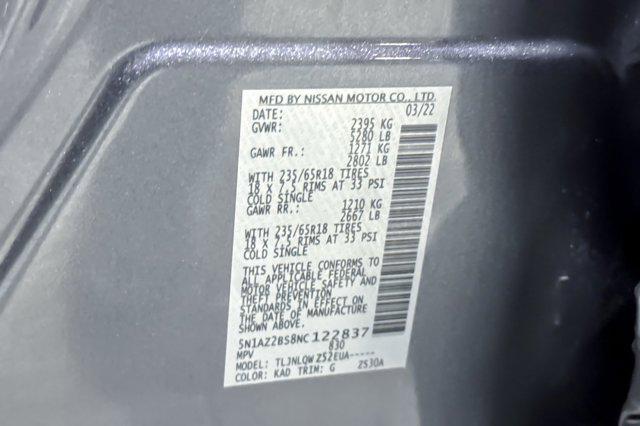 MFD BY NISSAN MOTOR CO., LTD.
DATE: 03/22
GVWR: 2395 KG
5280 LB
GAWR FR.: 1271 KG
2802 LB
WITH 235/65R18 TIRES
18 X 7.5 RIMS AT 33 PSI
COLD SINGLE
GAWR RR.: 1210 KG
2667 LB
WITH 235/65R18 TIRES
18 X 7.5 RIMS AT 33 PSI
COLD SINGLE
THIS VEHICLE CONFORMS TO
ALL APPLICABLE FEDERAL
MOTOR VEHICLE SAFETY AND
THEFT PREVENTION
STANDARDS IN EFFECT ON
THE DATE OF MANUFACTURE
SHOWN ABOVE.
5N1AZ2BS8NC122837
MPV 830
MODEL: TLJNLQWZS2EUA-----
COLOR: KAD TRIM: G ZS30A